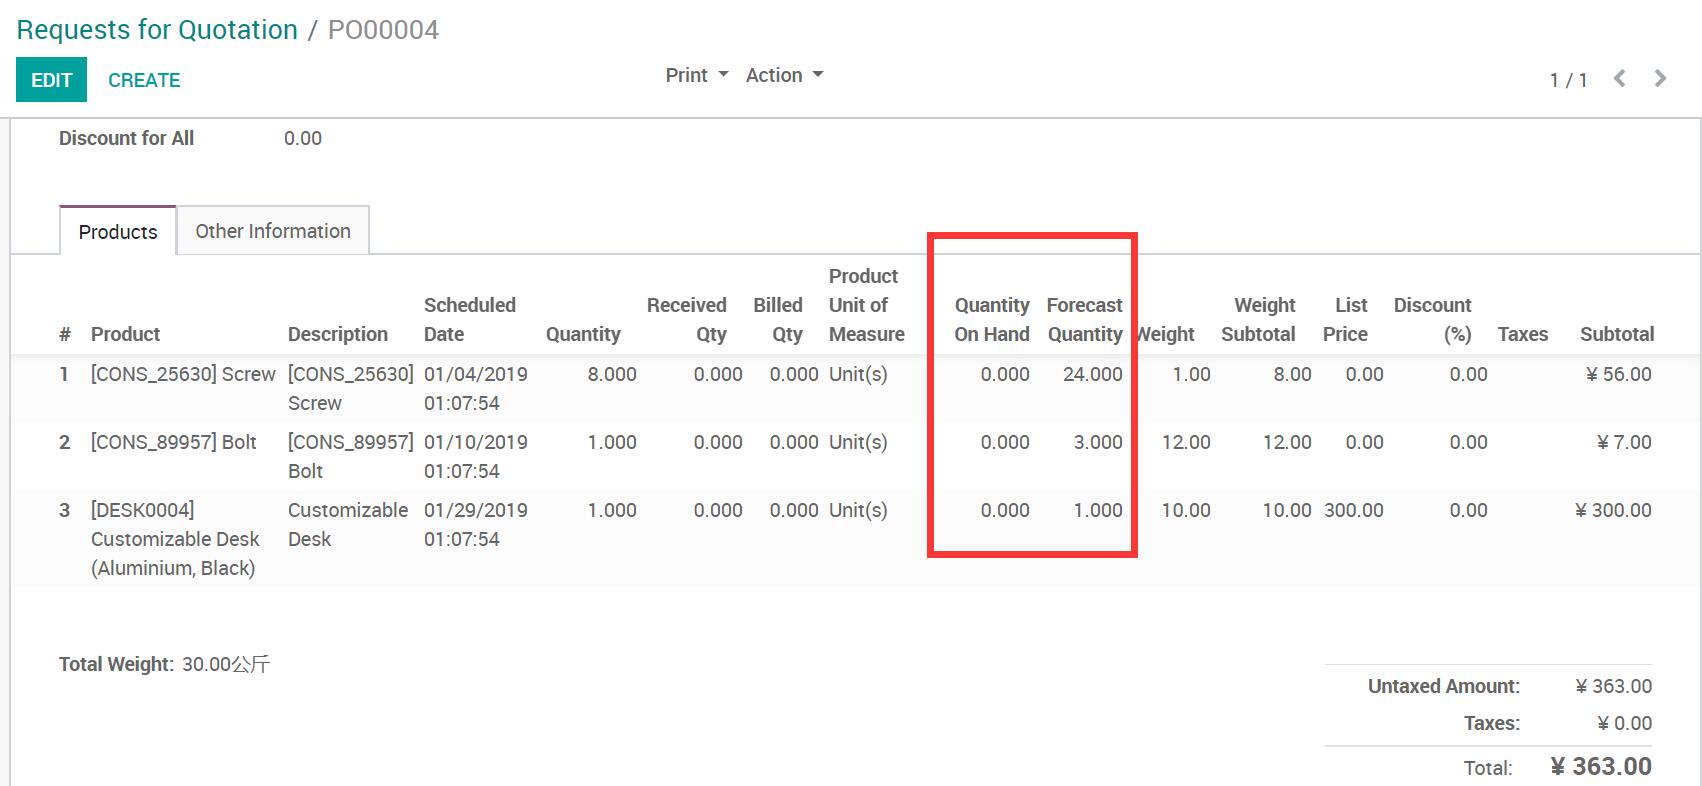 Requests for Quotation / PO00004
EDIT CREATE Print Action 1 / 1
Discount for All 0.00
Products Other Information
Product
Scheduled Received Billed Unit of Quantity Forecast Weight List Discount
# Product Description Date Quantity Qty Qty Measure On Hand Quantity Weight Subtotal Price (%) Taxes Subtotal
1 [CONS_25630] Screw [CONS_25630] 01/04/2019 8.000 0.000 0.000 Unit(s) 0.000 24.000 1.00 8.00 0.00 0.00 ¥ 56.00
Screw 01:07:54
2 [CONS_89957] Bolt [CONS_89957] 01/10/2019 1.000 0.000 0.000 Unit(s) 0.000 3.000 12.00 12.00 0.00 0.00 ¥ 7.00
Bolt 01:07:54
3 [DESK0004] Customizable 01/29/2019 1.000 0.000 0.000 Unit(s) 0.000 1.000 10.00 10.00 300.00 0.00 ¥ 300.00
Customizable Desk Desk 01:07:54
(Aluminium, Black)
Total Weight: 30.00公斤
Untaxed Amount: ¥ 363.00
Taxes: ¥ 0.00
Total: ¥ 363.00